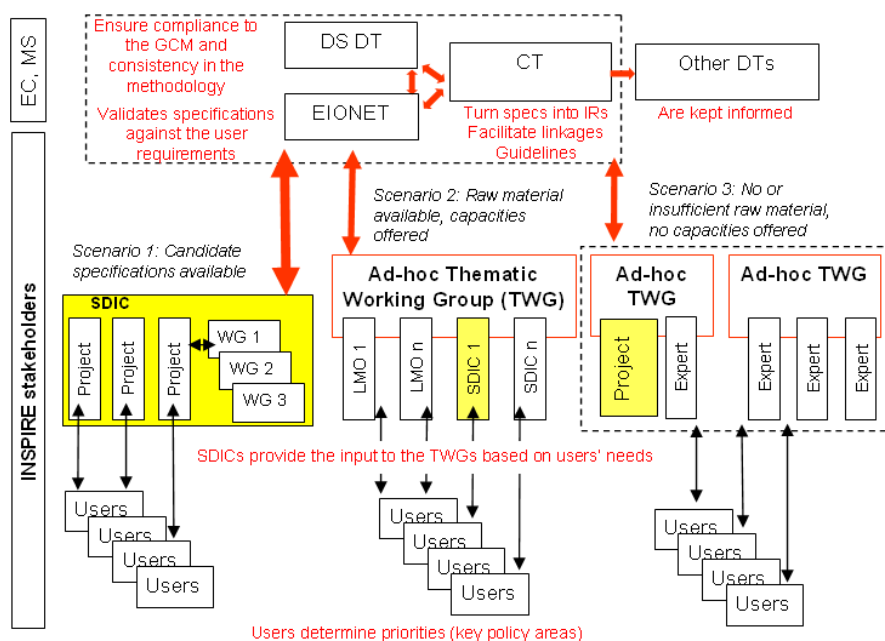 EC, MS
INSPIRE stakeholders
Ensure compliance to
the GCM and
consistency in the
methodology
Validates specifications
against the user
requirements
DS DT
EIONET
CT
Turn specs into IRs
Facilitate linkages
Guidelines
Other DTs
Are kept informed
Scenario 1: Candidate
specifications available
Scenario 2: Raw material
available, capacities
offered
Scenario 3: No or
insufficient raw material,
no capacities offered
SDIC
Project
Project
Project
WG 1
WG 2
WG 3
Ad-hoc Thematic
Working Group (TWG)
LMO 1
LMO n
SDIC 1
SDIC n
Ad-hoc
TWG
Project
Expert
Ad-hoc TWG
Expert
Expert
Expert
SDICs provide the input to the TWGs based on users' needs
Users
Users
Users
Users
Users
Users
Users
Users
Users
Users
Users
Users
Users determine priorities (key policy areas)